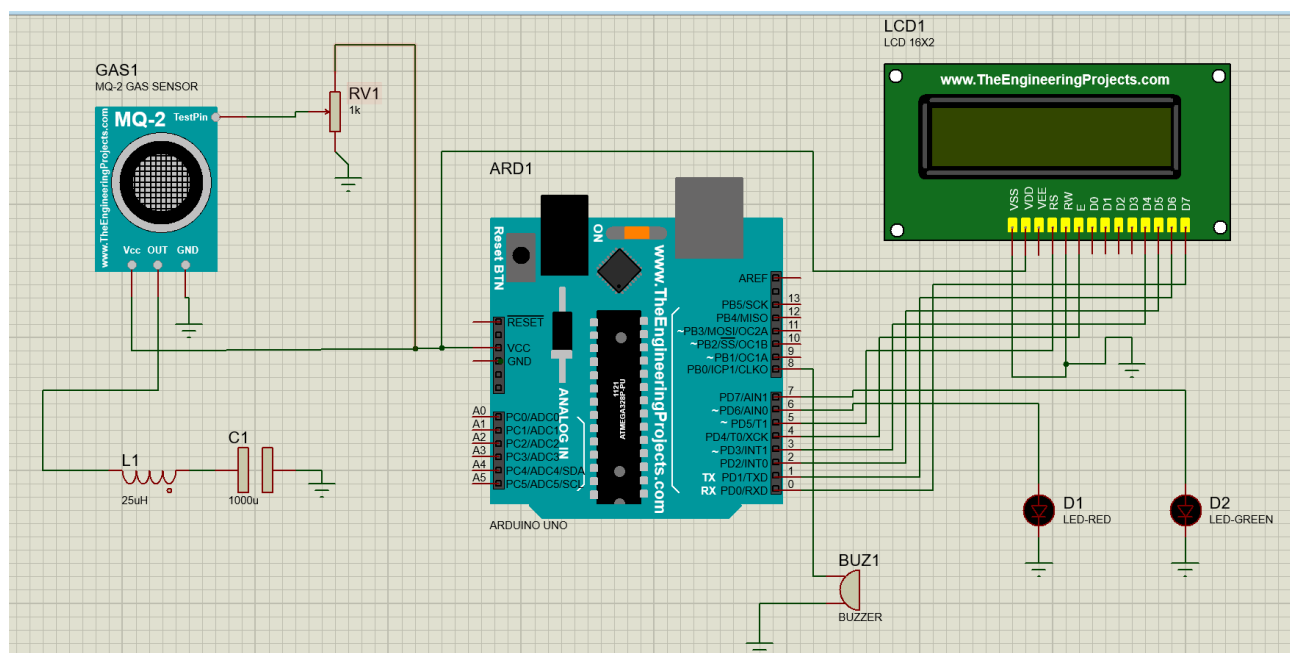 GAS1
MQ-2 GAS SENSOR
www.TheEngineeringProjects.com
MQ-2
TestPin
Vcc OUT GND
RV1
1k
L1
25uH
C1
1000u
ARD1
Reset BTN
ON
www.TheEngineeringProjects.com
RESET
VCC
GND
ANALOG IN
1121
ATMEGA328P-PU
A0 PC0/ADC0
A1 PC1/ADC1
A2 PC2/ADC2
A3 PC3/ADC3
A4 PC4/ADC4/SDA
A5 PC5/ADC5/SCL
AREF
PB5/SCK 13
PB4/MISO 12
~PB3/MOSI/OC2A 11
~PB2/SS/OC1B 10
~PB1/OC1A 9
PB0/ICP1/CLKO 8
PD7/AIN1 7
~PD6/AIN0 6
~PD5/T1 5
PD4/T0/XCK 4
~PD3/INT1 3
PD2/INT0 2
TX PD1/TXD 1
RX PD0/RXD 0
ARDUINO UNO
LCD1
LCD 16X2
www.TheEngineeringProjects.com
VSS VDD VEE RS RW E D0 D1 D2 D3 D4 D5 D6 D7
D1
LED-RED
D2
LED-GREEN
BUZ1
BUZZER